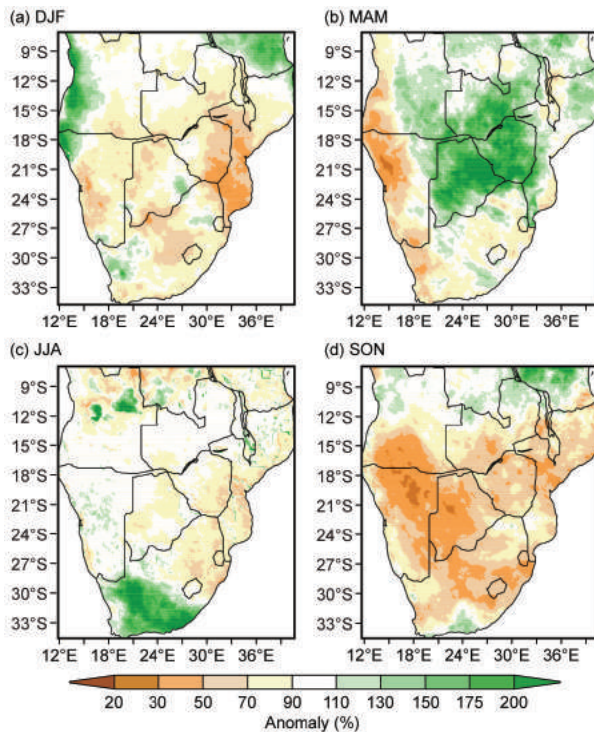 (a) DJF
(b) MAM
9°S
12°S
15°S
18°S
21°S
24°S
27°S
30°S
33°S
9°S
12°S
15°S
18°S
21°S
24°S
27°S
30°S
33°S
12°E 18°E 24°E 30°E 36°E
12°E 18°E 24°E 30°E 36°E
(c) JJA
(d) SON
9°S
12°S
15°S
18°S
21°S
24°S
27°S
30°S
33°S
9°S
12°S
15°S
18°S
21°S
24°S
27°S
30°S
33°S
12°E 18°E 24°E 30°E 36°E
12°E 18°E 24°E 30°E 36°E
20 30 50 70 90 110 130 150 175 200
Anomaly (%)